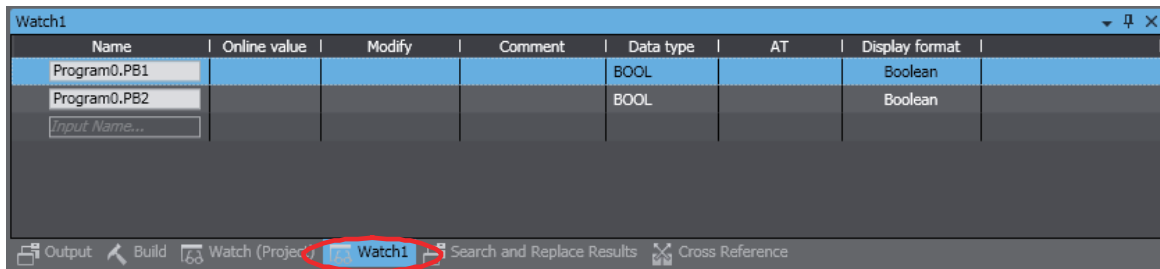 Watch1
Name Online value Modify Comment Data type AT Display format
Program0.PB1 BOOL Boolean
Program0.PB2 BOOL Boolean
Input Name...
Output Build Watch (Project) Watch1 Search and Replace Results Cross Reference